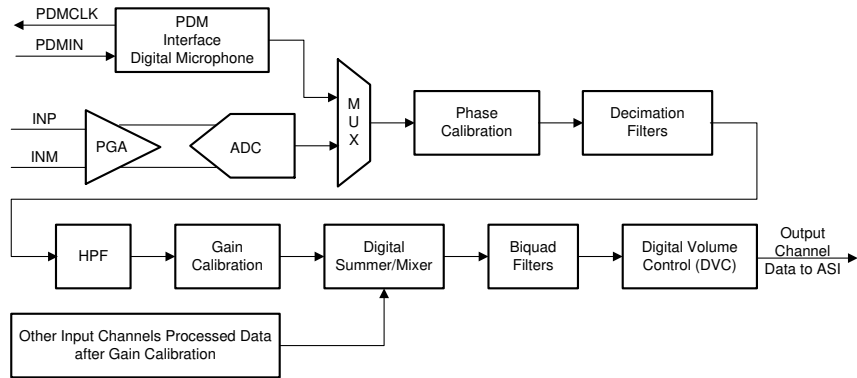 PDMCLK
PDMIN
PDM
Interface
Digital Microphone
INP
INM
PGA
ADC
M
U
X
Phase
Calibration
Decimation
Filters
HPF
Gain
Calibration
Digital
Summer/Mixer
Biquad
Filters
Digital Volume
Control (DVC)
Output
Channel
Data to ASI
Other Input Channels Processed Data
after Gain Calibration